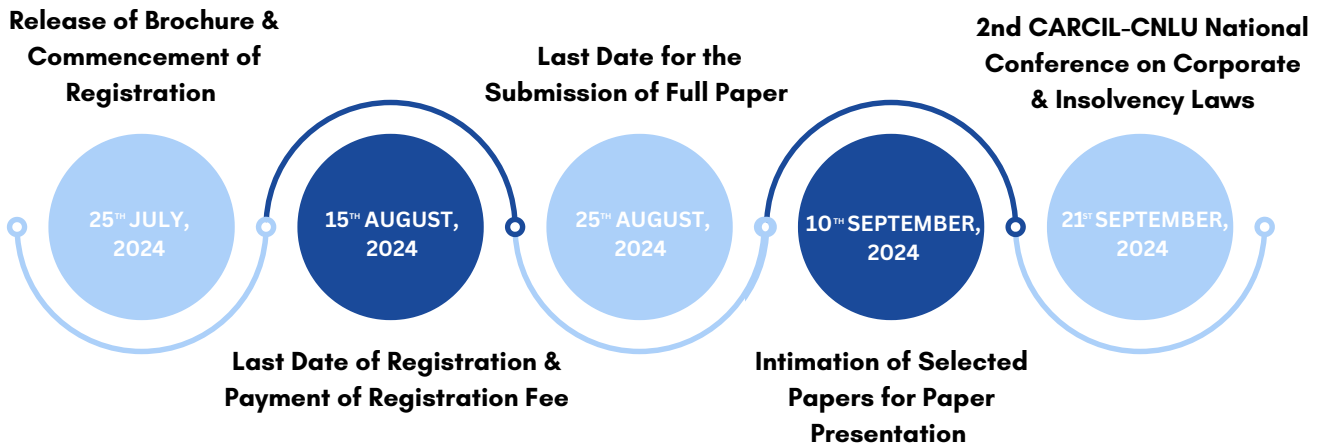 Release of Brochure &
Commencement of
Registration
25TH JULY,
2024
15TH AUGUST,
2024
Last Date of Registration &
Payment of Registration Fee
Last Date for the
Submission of Full Paper
25TH AUGUST,
2024
10TH SEPTEMBER,
2024
Intimation of Selected
Papers for Paper
Presentation
2nd CARCIL-CNLU National
Conference on Corporate
& Insolvency Laws
21ST SEPTEMBER,
2024